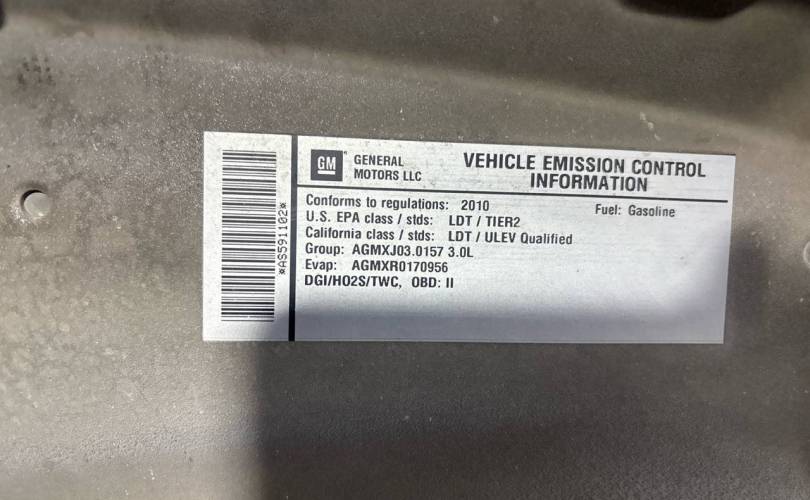 *AS591102*
GM
GENERAL
MOTORS LLC
VEHICLE EMISSION CONTROL
INFORMATION
Conforms to regulations: 2010
Fuel: Gasoline
U.S. EPA class / stds: LDT / TIER2
California class / stds: LDT / ULEV Qualified
Group: AGMXJ03.0157 3.0L
Evap: AGMXR0170956
DGI/HO2S/TWC, OBD: II